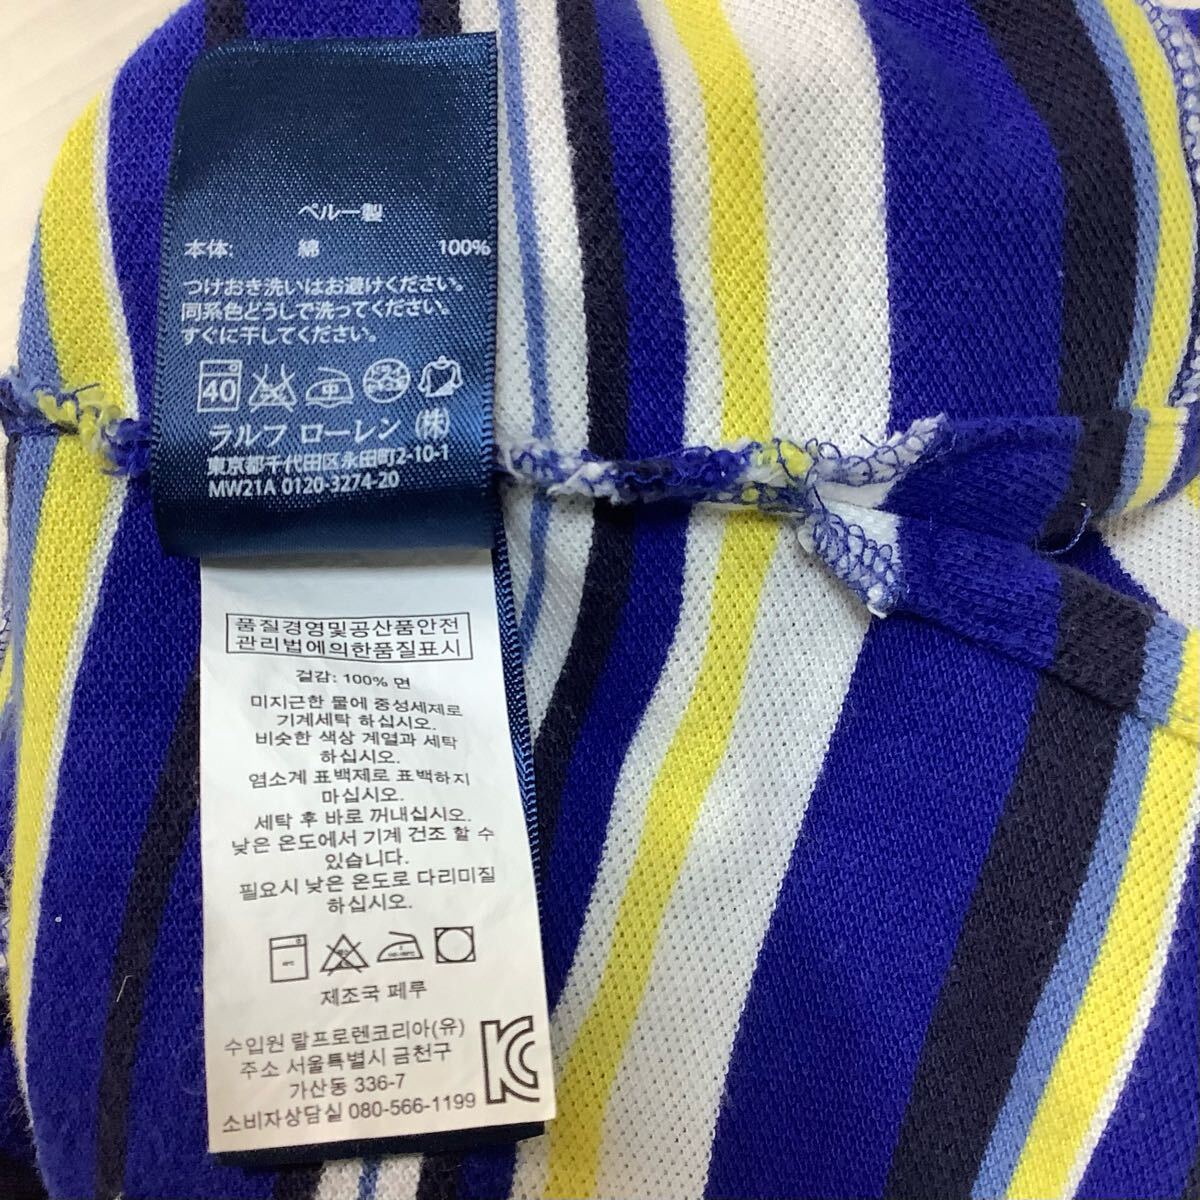 ペルー製
本体: 綿 100%
つけおき洗いはお避けください。
同系色どうしで洗ってください。
すぐに干してください。
40 中 ドライ
ラルフ ローレン (株)
東京都千代田区永田町2-10-1
MW21A 0120-3274-20
품질경영및공산품안전
관리법에의한품질표시
겉감: 100% 면
미지근한 물에 중성세제로
기계세탁 하십시오.
비슷한 색상 계열과 세탁
하십시오.
염소계 표백제로 표백하지
마십시오.
세탁 후 바로 꺼내십시오.
낮은 온도에서 기계 건조 할 수
있습니다.
필요시 낮은 온도로 다리미질
하십시오.
제조국 페루
수입원 랄프로렌코리아(유)
주소 서울특별시 금천구
가산동 336-7
소비자상담실 080-566-1199